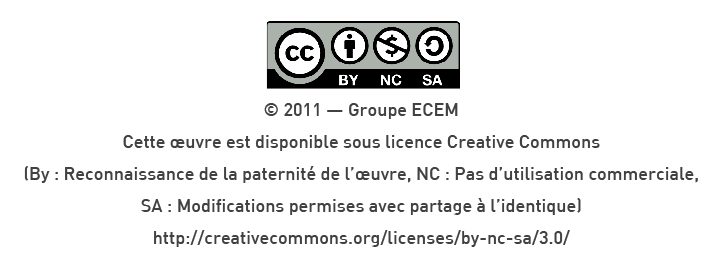 cc BY NC SA
© 2011 — Groupe ECEM
Cette œuvre est disponible sous licence Creative Commons
(By : Reconnaissance de la paternité de l’œuvre, NC : Pas d’utilisation commerciale,
SA : Modifications permises avec partage à l’identique)
http://creativecommons.org/licenses/by-nc-sa/3.0/